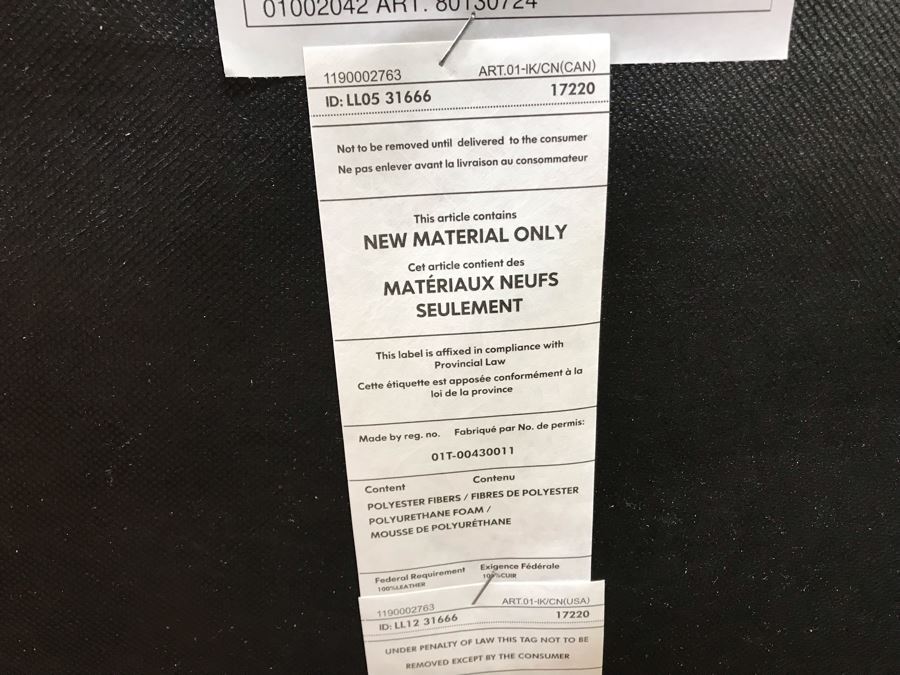 01002042 ART. 80130724
1190002763 ART.01-IK/CN(CAN)
ID: LL05 31666 17220
Not to be removed until delivered to the consumer
Ne pas enlever avant la livraison au consommateur
This article contains
NEW MATERIAL ONLY
Cet article contient des
MATÉRIAUX NEUFS
SEULEMENT
This label is affixed in compliance with
Provincial Law
Cette étiquette est apposée conformément à la
loi de la province
Made by reg. no. Fabriqué par No. de permis:
01T-00430011
Content Contenu
POLYESTER FIBERS / FIBRES DE POLYESTER
POLYURETHANE FOAM /
MOUSSE DE POLYURÉTHANE
Federal Requirement Exigence Fédérale
100%LEATHER 100%CUIR
1190002763 ART.01-IK/CN(USA)
ID: LL12 31666 17220
UNDER PENALTY OF LAW THIS TAG NOT TO BE
REMOVED EXCEPT BY THE CONSUMER